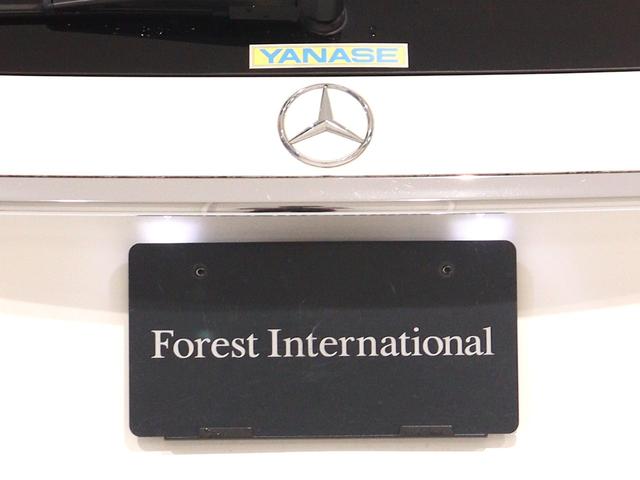 YANASE
Forest International